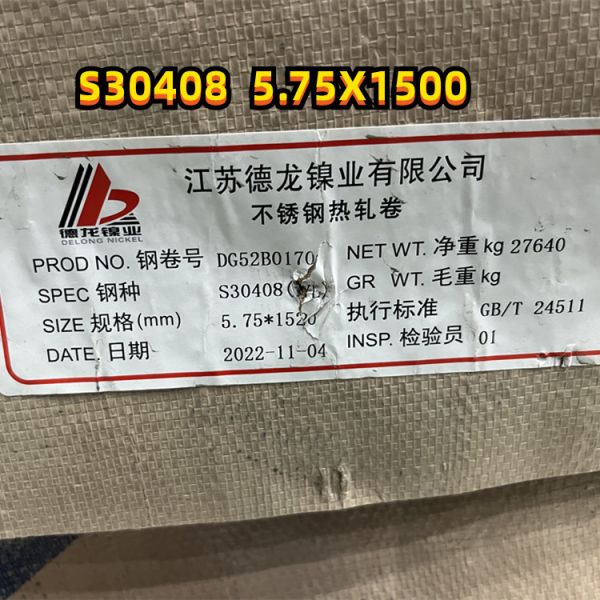 S30408 5.75X1500
江苏德龙镍业有限公司
不锈钢热轧卷
德龙镍业
DELONG NICKEL
PROD NO. 钢卷号 DG52B0170
NET WT. 净重 kg 27640
SPEC 钢种 S30408
GR WT. 毛重 kg
SIZE 规格(mm) 5.75*1520
执行标准 GB/T 24511
DATE. 日期 2022-11-04
INSP. 检验员 01